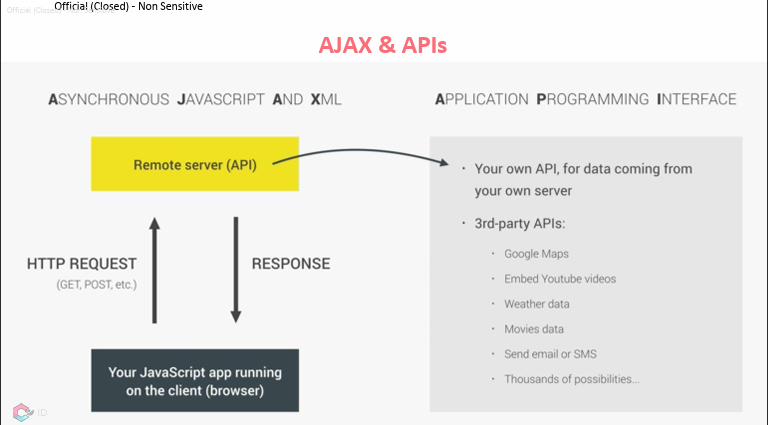 Official (Closed) - Non Sensitive
AJAX & APIs
ASYNCHRONOUS JAVASCRIPT AND XML
Remote server (API)
HTTP REQUEST
(GET, POST, etc.)
RESPONSE
Your JavaScript app running
on the client (browser)
APPLICATION PROGRAMMING INTERFACE
· Your own API, for data coming from
your own server
· 3rd-party APIs:
· Google Maps
· Embed Youtube videos
· Weather data
· Movies data
· Send email or SMS
· Thousands of possibilities...
ID